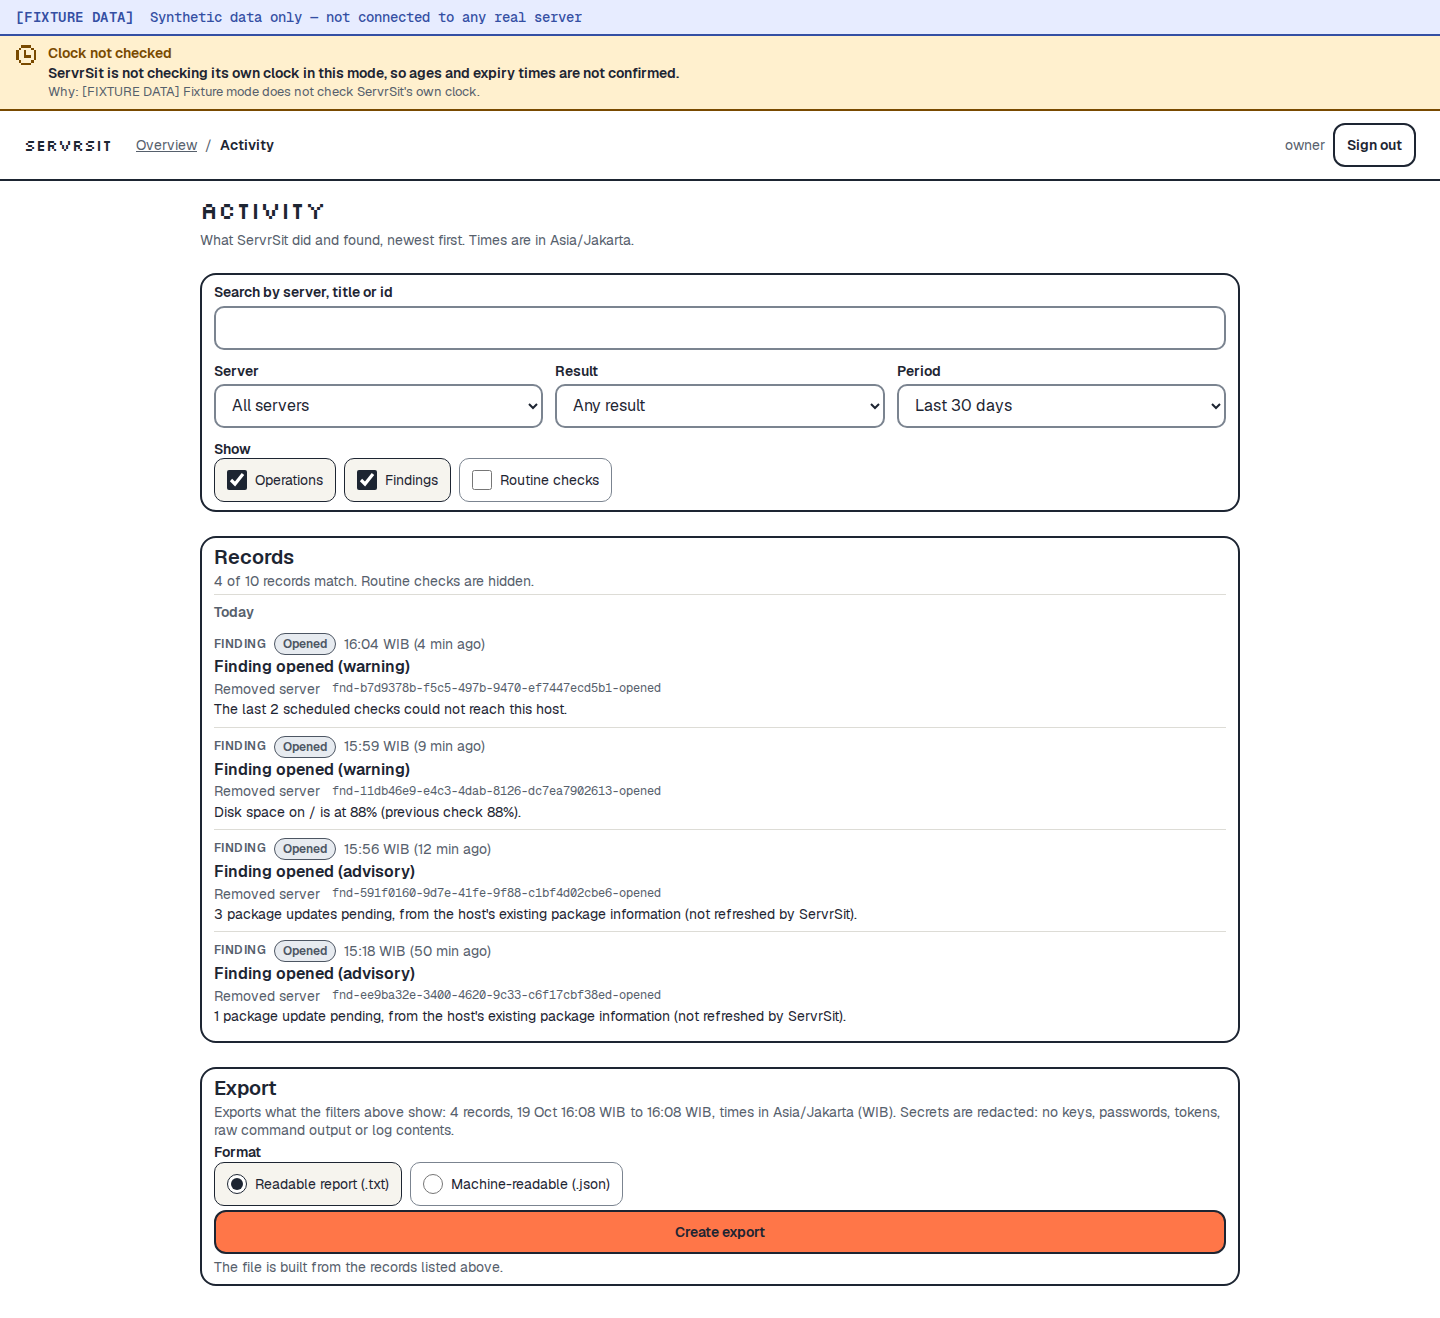 [FIXTURE DATA] Synthetic data only — not connected to any real server
Clock not checked
ServrSit is not checking its own clock in this mode, so ages and expiry times are not confirmed.
Why: [FIXTURE DATA] Fixture mode does not check ServrSit's own clock.
SERVRSIT Overview / Activity owner Sign out
ACTIVITY
What ServrSit did and found, newest first. Times are in Asia/Jakarta.
Search by server, title or id
Server Result Period
All servers Any result Last 30 days
Show
Operations Findings Routine checks
Records
4 of 10 records match. Routine checks are hidden.
Today
FINDING Opened 16:04 WIB (4 min ago)
Finding opened (warning)
Removed server fnd-b7d9378b-f5c5-497b-9470-ef7447ecd5b1-opened
The last 2 scheduled checks could not reach this host.
FINDING Opened 15:59 WIB (9 min ago)
Finding opened (warning)
Removed server fnd-11db46e9-e4c3-4dab-8126-dc7ea7902613-opened
Disk space on / is at 88% (previous check 88%).
FINDING Opened 15:56 WIB (12 min ago)
Finding opened (advisory)
Removed server fnd-591f0160-9d7e-41fe-9f88-c1bf4d02cbe6-opened
3 package updates pending, from the host's existing package information (not refreshed by ServrSit).
FINDING Opened 15:18 WIB (50 min ago)
Finding opened (advisory)
Removed server fnd-ee9ba32e-3400-4620-9c33-c6f17cbf38ed-opened
1 package update pending, from the host's existing package information (not refreshed by ServrSit).
Export
Exports what the filters above show: 4 records, 19 Oct 16:08 WIB to 16:08 WIB, times in Asia/Jakarta (WIB). Secrets are redacted: no keys, passwords, tokens,
raw command output or log contents.
Format
Readable report (.txt) Machine-readable (.json)
Create export
The file is built from the records listed above.